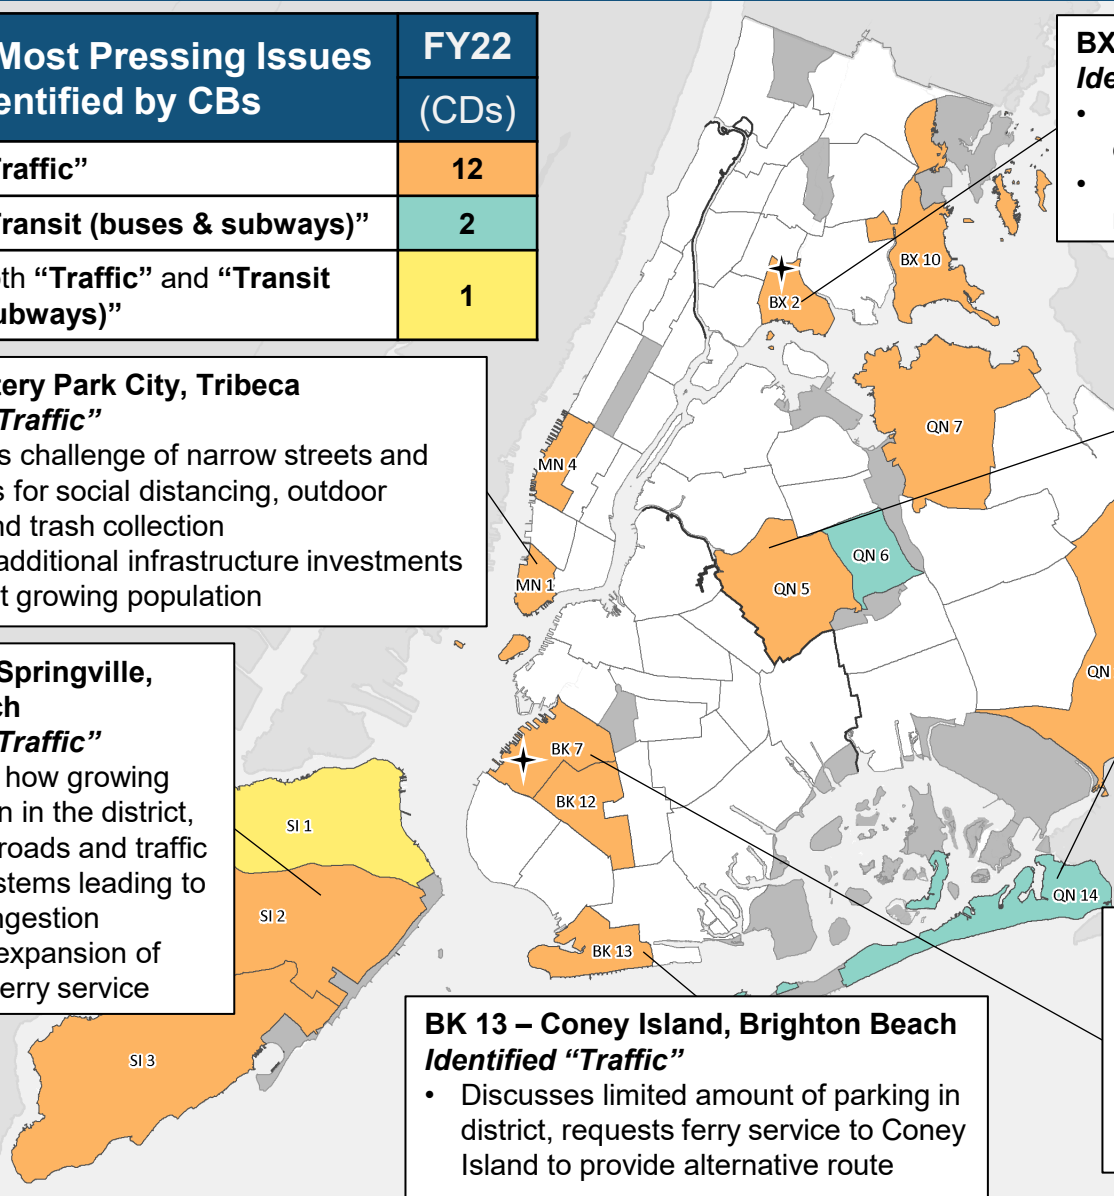 Most Pressing Issues
entified by CBs
FY22
(CDs)
raffic”
12
ransit (buses & subways)”
2
oth “Traffic” and “Transit
ubways)”
1
BX
Ide
•
•
tery Park City, Tribeca
Traffic”
s challenge of narrow streets and
s for social distancing, outdoor
nd trash collection
additional infrastructure investments
t growing population
Springville,
ch
Traffic”
how growing
n in the district,
roads and traffic
stems leading to
ngestion
expansion of
erry service
BX 10
BX 2
QN 7
MN 4
QN 6
MN 1
QN 5
QN
BK 7
BK 12
SI 1
QN 14
SI 2
BK 13
SI 3
BK 13 – Coney Island, Brighton Beach
Identified “Traffic”
• Discusses limited amount of parking in
district, requests ferry service to Coney
Island to provide alternative route